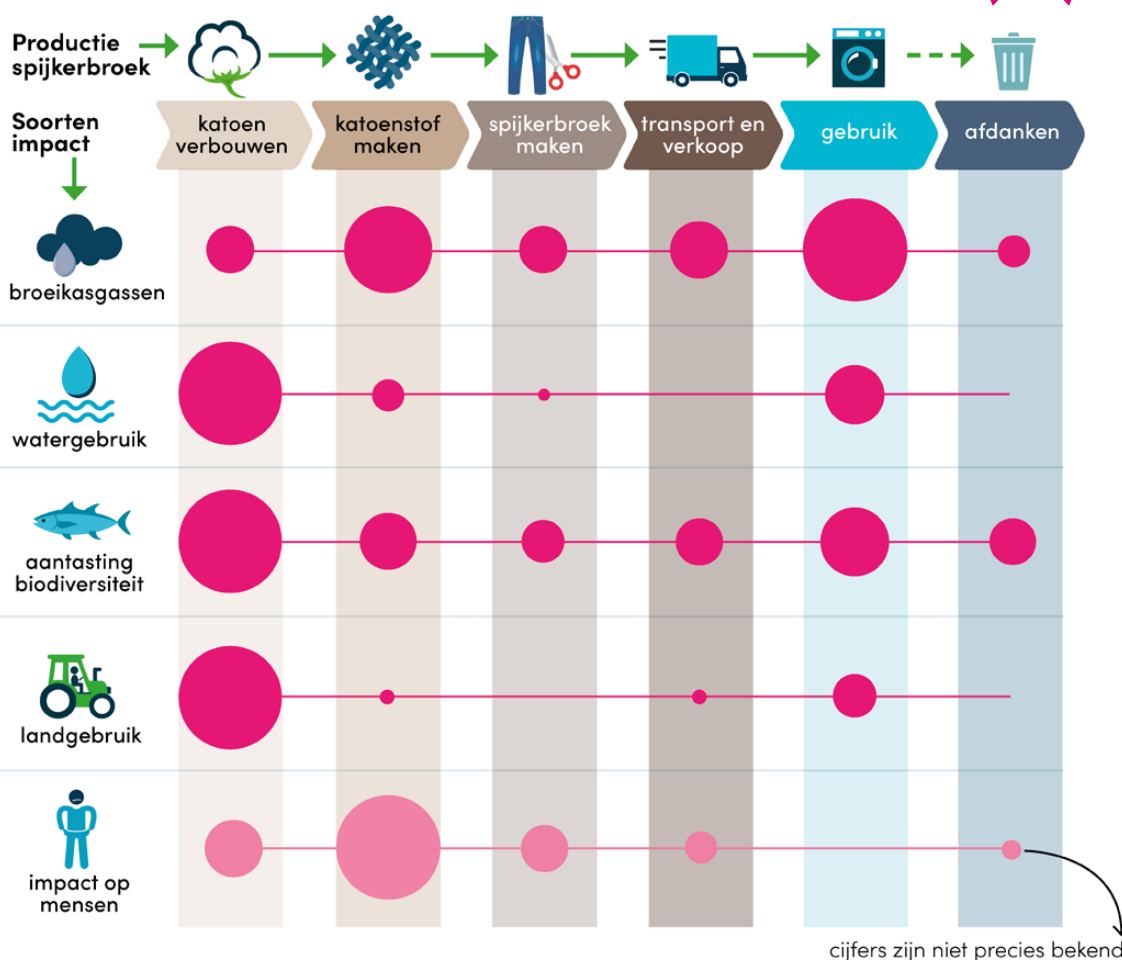 Productie
spijkerbroek
Soorten
impact
katoen
verbouwen
katoenstof
maken
spijkerbroek
maken
transport en
verkoop
gebruik
afdanken
broeikasgassen
watergebruik
aantasting
biodiversiteit
landgebruik
impact op
mensen
cijfers zijn niet precies bekend